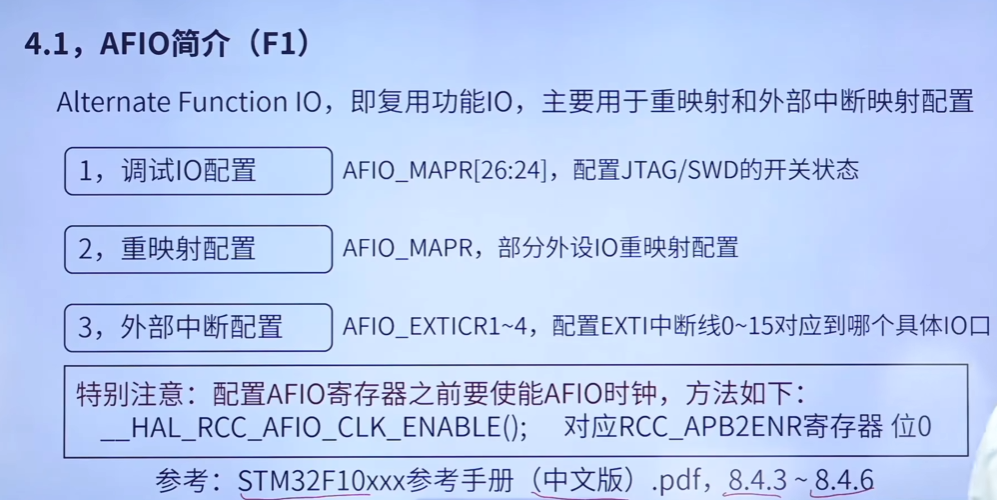 4.1，AFIO简介（F1）
Alternate Function IO，即复用功能IO，主要用于重映射和外部中断映射配置
1，调试IO配置 AFIO_MAPR[26:24]，配置JTAG/SWD的开关状态
2，重映射配置 AFIO_MAPR，部分外设IO重映射配置
3，外部中断配置 AFIO_EXTICR1~4，配置EXTI中断线0~15对应到哪个具体IO口
特别注意：配置AFIO寄存器之前要使能AFIO时钟，方法如下：
__HAL_RCC_AFIO_CLK_ENABLE(); 对应RCC_APB2ENR寄存器 位0
参考：STM32F10xxx参考手册（中文版）.pdf，8.4.3 ~ 8.4.6